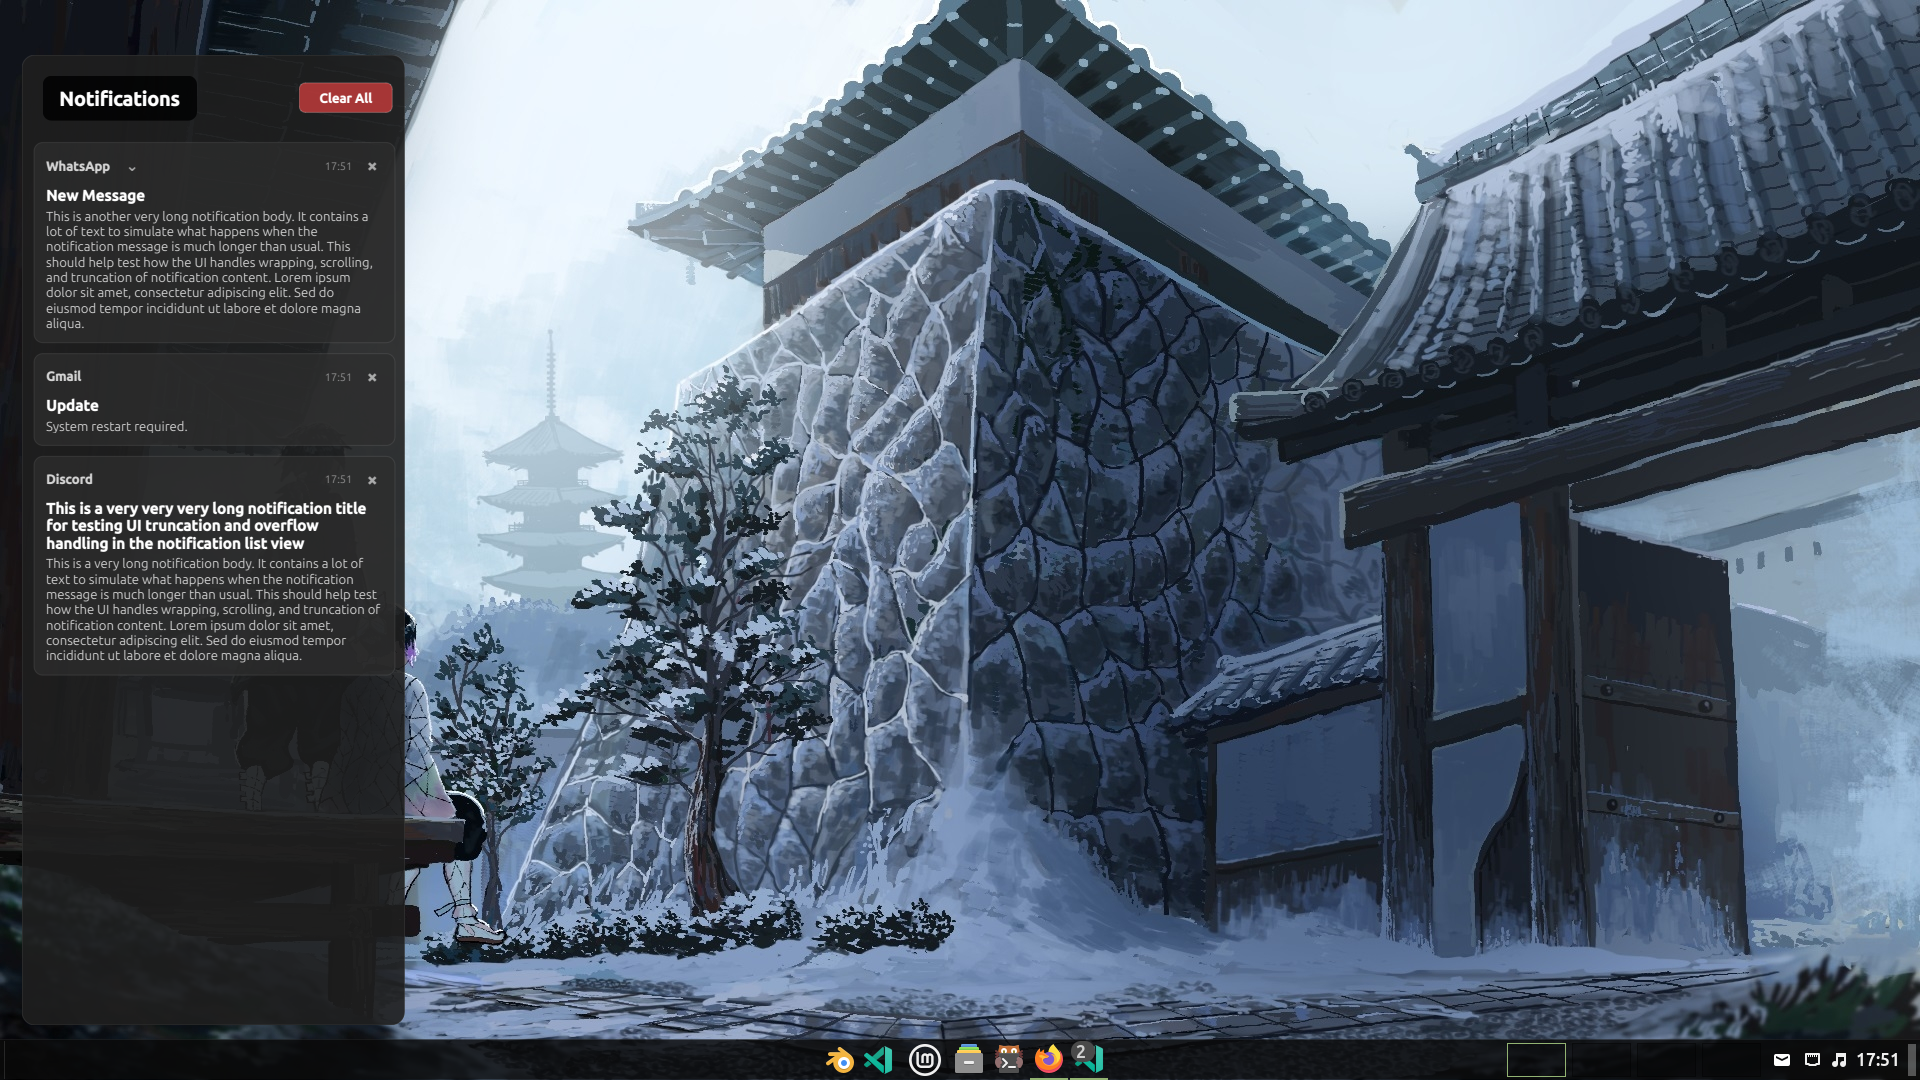 Notifications
Clear All
WhatsApp 17:51
New Message
This is another very long notification body. It contains a
lot of text to simulate what happens when the
notification message is much longer than usual. This
should help test how the UI handles wrapping, scrolling,
and truncation of notification content. Lorem ipsum
dolor sit amet, consectetur adipiscing elit. Sed do
eiusmod tempor incididunt ut labore et dolore magna
aliqua.
Gmail 17:51
Update
System restart required.
Discord 17:51
This is a very very very long notification title
for testing UI truncation and overflow
handling in the notification list view
This is a very long notification body. It contains a lot of
text to simulate what happens when the notification
message is much longer than usual. This should help test
how the UI handles wrapping, scrolling, and truncation of
notification content. Lorem ipsum dolor sit amet,
consectetur adipiscing elit. Sed do eiusmod tempor
incididunt ut labore et dolore magna aliqua.
2
17:51